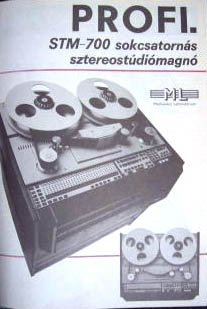 PROFI.
STM-700 sokcsatornás
sztereostúdiómagnó